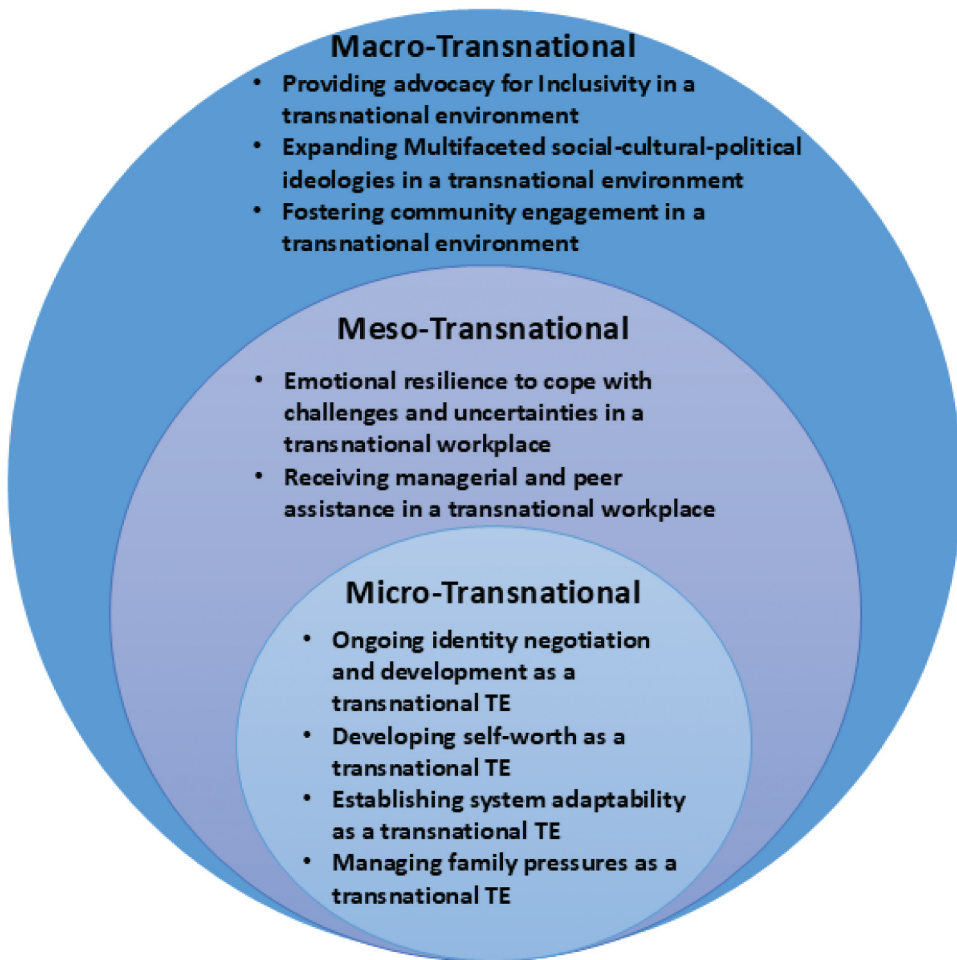 Macro-Transnational
• Providing advocacy for Inclusivity in a
transnational environment
• Expanding Multifaceted social-cultural-political
ideologies in a transnational environment
• Fostering community engagement in a
transnational environment
Meso-Transnational
• Emotional resilience to cope with
challenges and uncertainties in a
transnational workplace
• Receiving managerial and peer
assistance in a transnational workplace
Micro-Transnational
• Ongoing identity negotiation
and development as a
transnational TE
• Developing self-worth as a
transnational TE
• Establishing system adaptability
as a transnational TE
• Managing family pressures as a
transnational TE